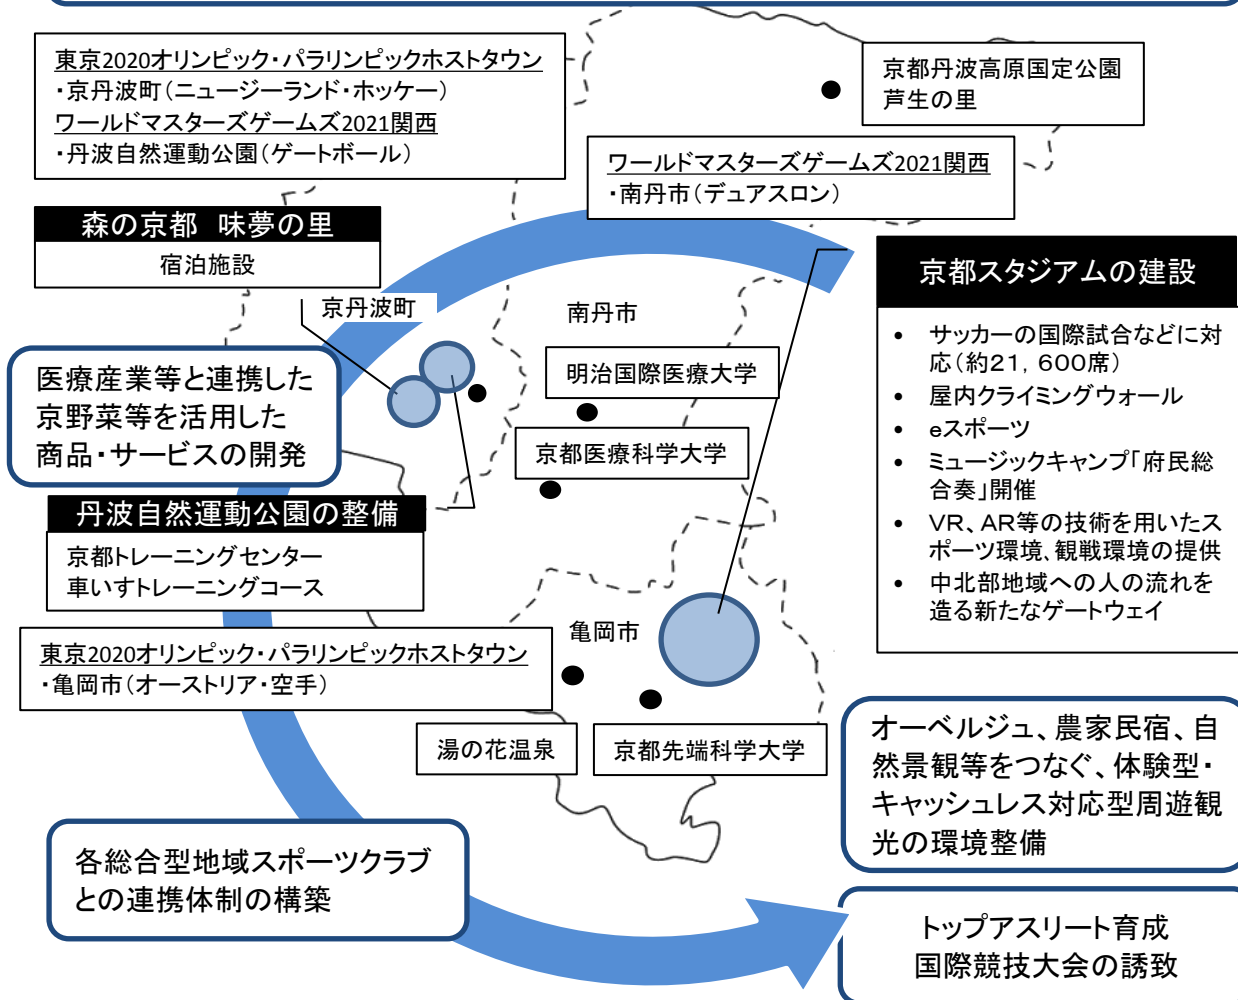 東京2020オリンピック・パラリンピックホストタウン
・京丹波町（ニュージーランド・ホッケー）
ワールドマスターズゲームズ2021関西
・丹波自然運動公園（ゲートボール）
京都丹波高原国定公園
芦生の里
ワールドマスターズゲームズ2021関西
・南丹市（デュアスロン）
森の京都　味夢の里
宿泊施設
京都スタジアムの建設
• サッカーの国際試合などに対
応（約21，600席）
• 屋内クライミングウォール
• eスポーツ
• ミュージックキャンプ「府民総
合奏」開催
• ＶＲ、ＡＲ等の技術を用いたス
ポーツ環境、観戦環境の提供
• 中北部地域への人の流れを
造る新たなゲートウェイ
京丹波町
南丹市
医療産業等と連携した
京野菜等を活用した
商品・サービスの開発
明治国際医療大学
京都医療科学大学
丹波自然運動公園の整備
京都トレーニングセンター
車いすトレーニングコース
亀岡市
東京2020オリンピック・パラリンピックホストタウン
・亀岡市（オーストリア・空手）
湯の花温泉
京都先端科学大学
オーベルジュ、農家民宿、自
然景観等をつなぐ、体験型・
キャッシュレス対応型周遊観
光の環境整備
各総合型地域スポーツクラブ
との連携体制の構築
トップアスリート育成
国際競技大会の誘致